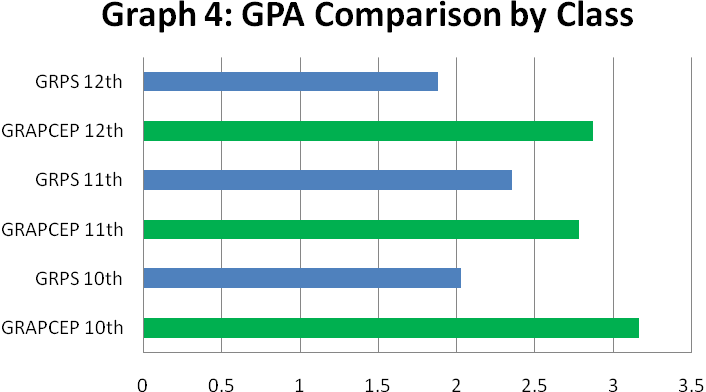 Graph 4: GPA Comparison by Class
GRPS 12th
GRAPCEP 12th
GRPS 11th
GRAPCEP 11th
GRPS 10th
GRAPCEP 10th
0 0.5 1 1.5 2 2.5 3 3.5